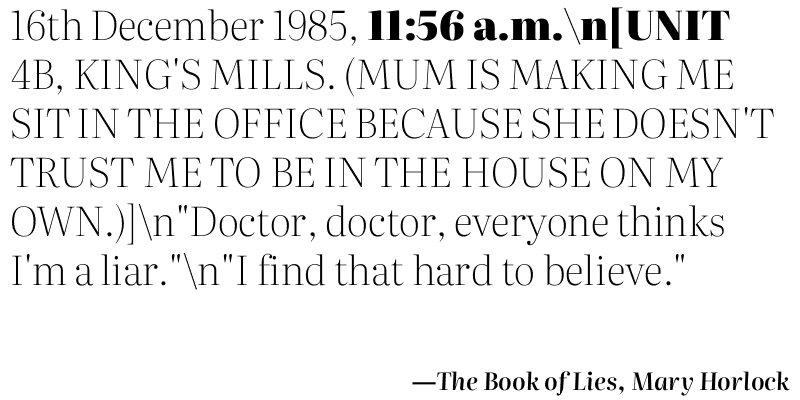 16th December 1985, 11:56 a.m.\n[UNIT
4B, KING'S MILLS. (MUM IS MAKING ME
SIT IN THE OFFICE BECAUSE SHE DOESN'T
TRUST ME TO BE IN THE HOUSE ON MY
OWN.)]\n"Doctor, doctor, everyone thinks
I'm a liar."\n"I find that hard to believe."
—The Book of Lies, Mary Horlock